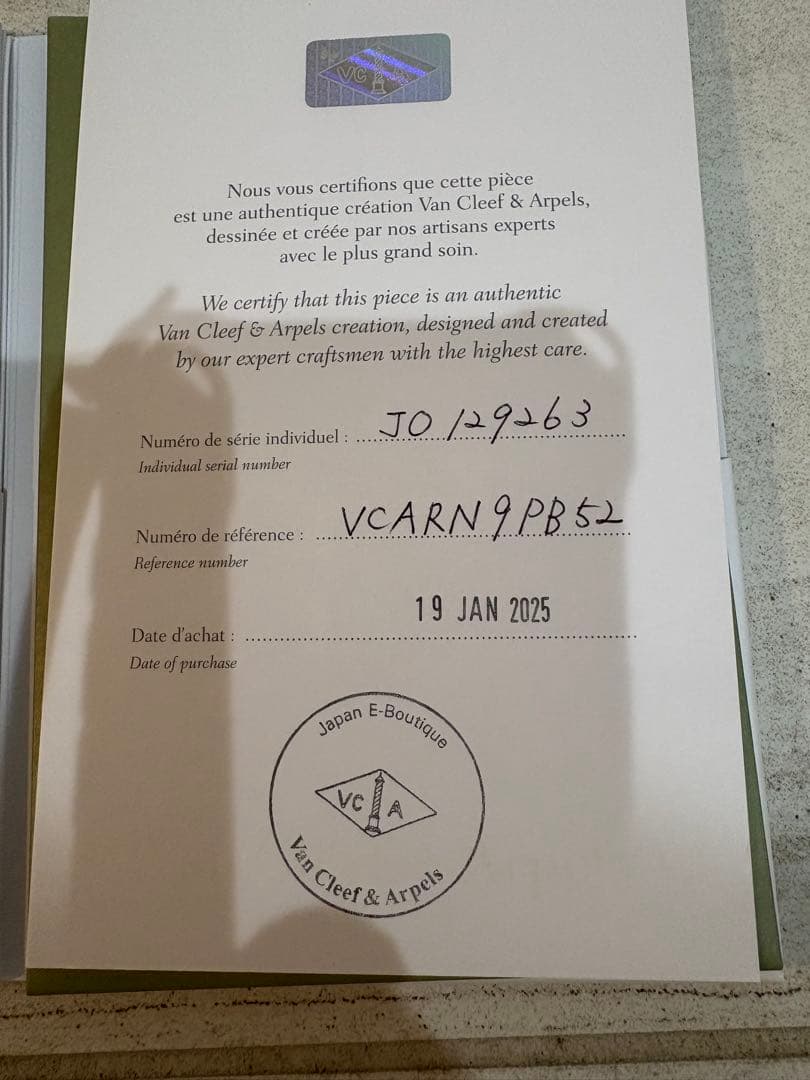 VCA
Nous vous certifions que cette pièce
est une authentique création Van Cleef & Arpels,
dessinée et créée par nos artisans experts
avec le plus grand soin.
We certify that this piece is an authentic
Van Cleef & Arpels creation, designed and created
by our expert craftsmen with the highest care.
Numéro de série individuel : JO129263
Individual serial number
Numéro de référence : VCARN9PB52
Reference number
19 JAN 2025
Date d'achat :
Date of purchase
Japan E-Boutique
VC A
Van Cleef & Arpels